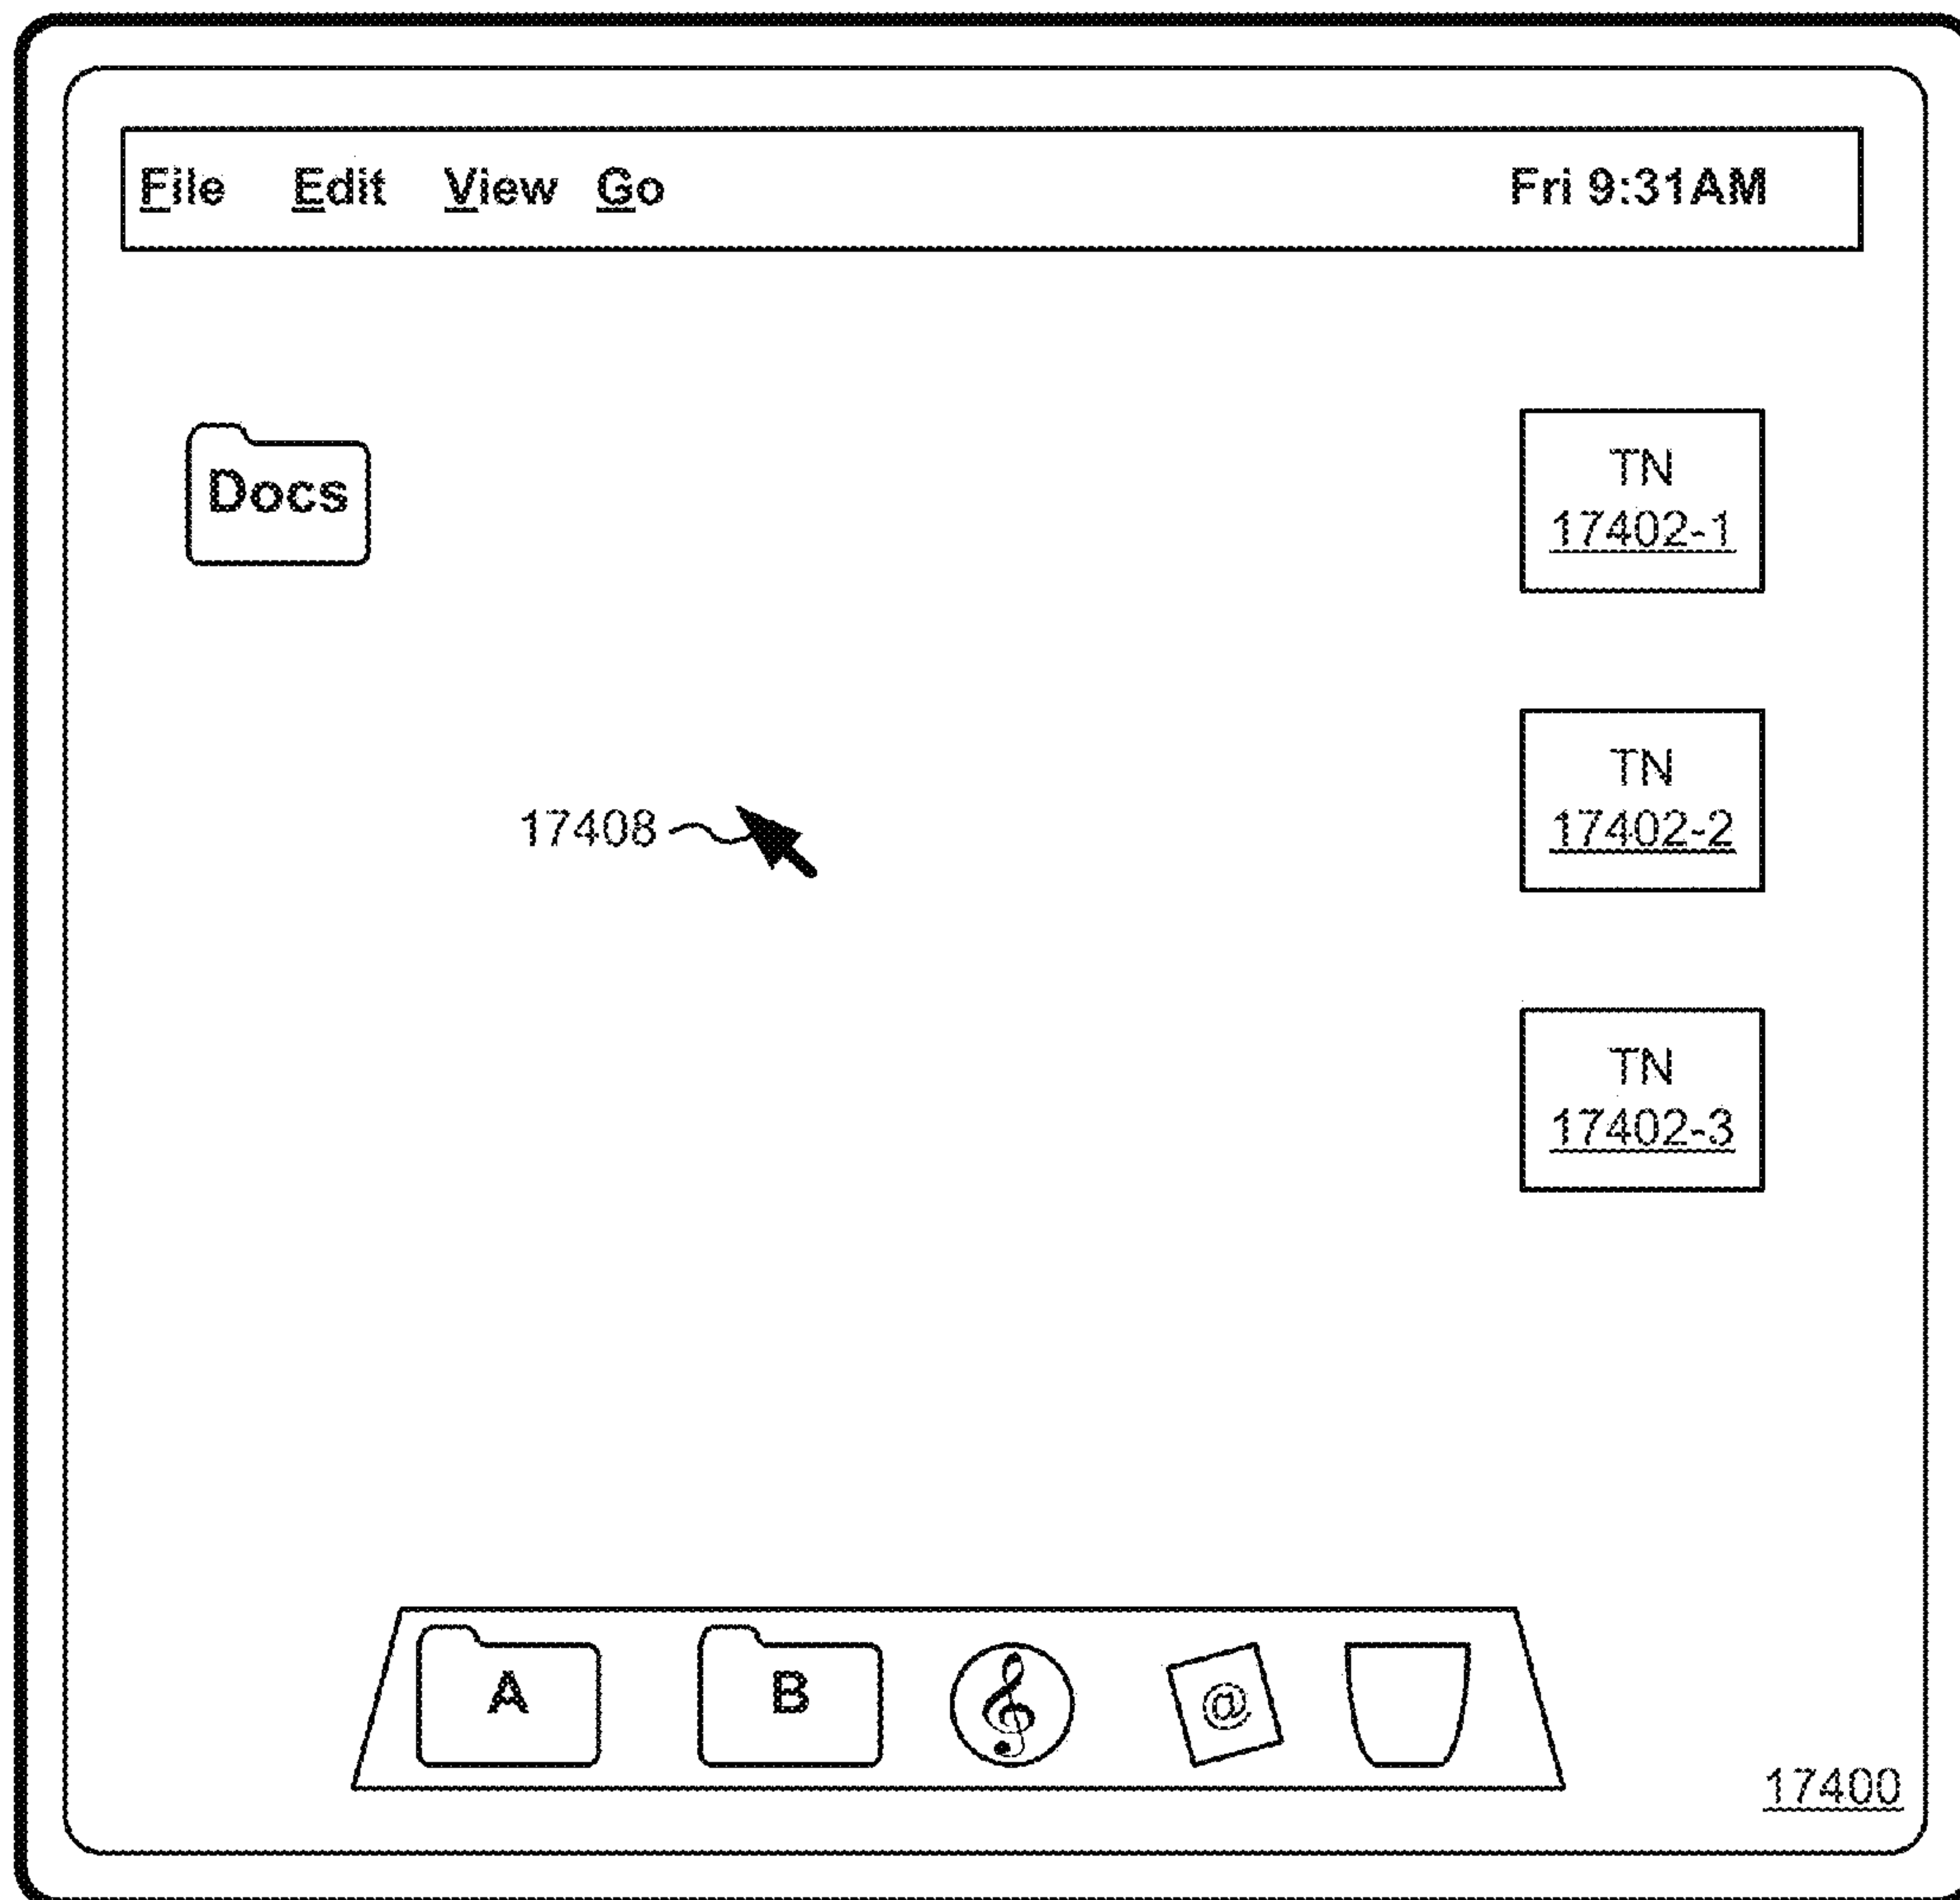 File Edit View Go Fri 9:31AM
Docs
TN
17402-1
TN
17402-2
17408
TN
17402-3
A B @
17400